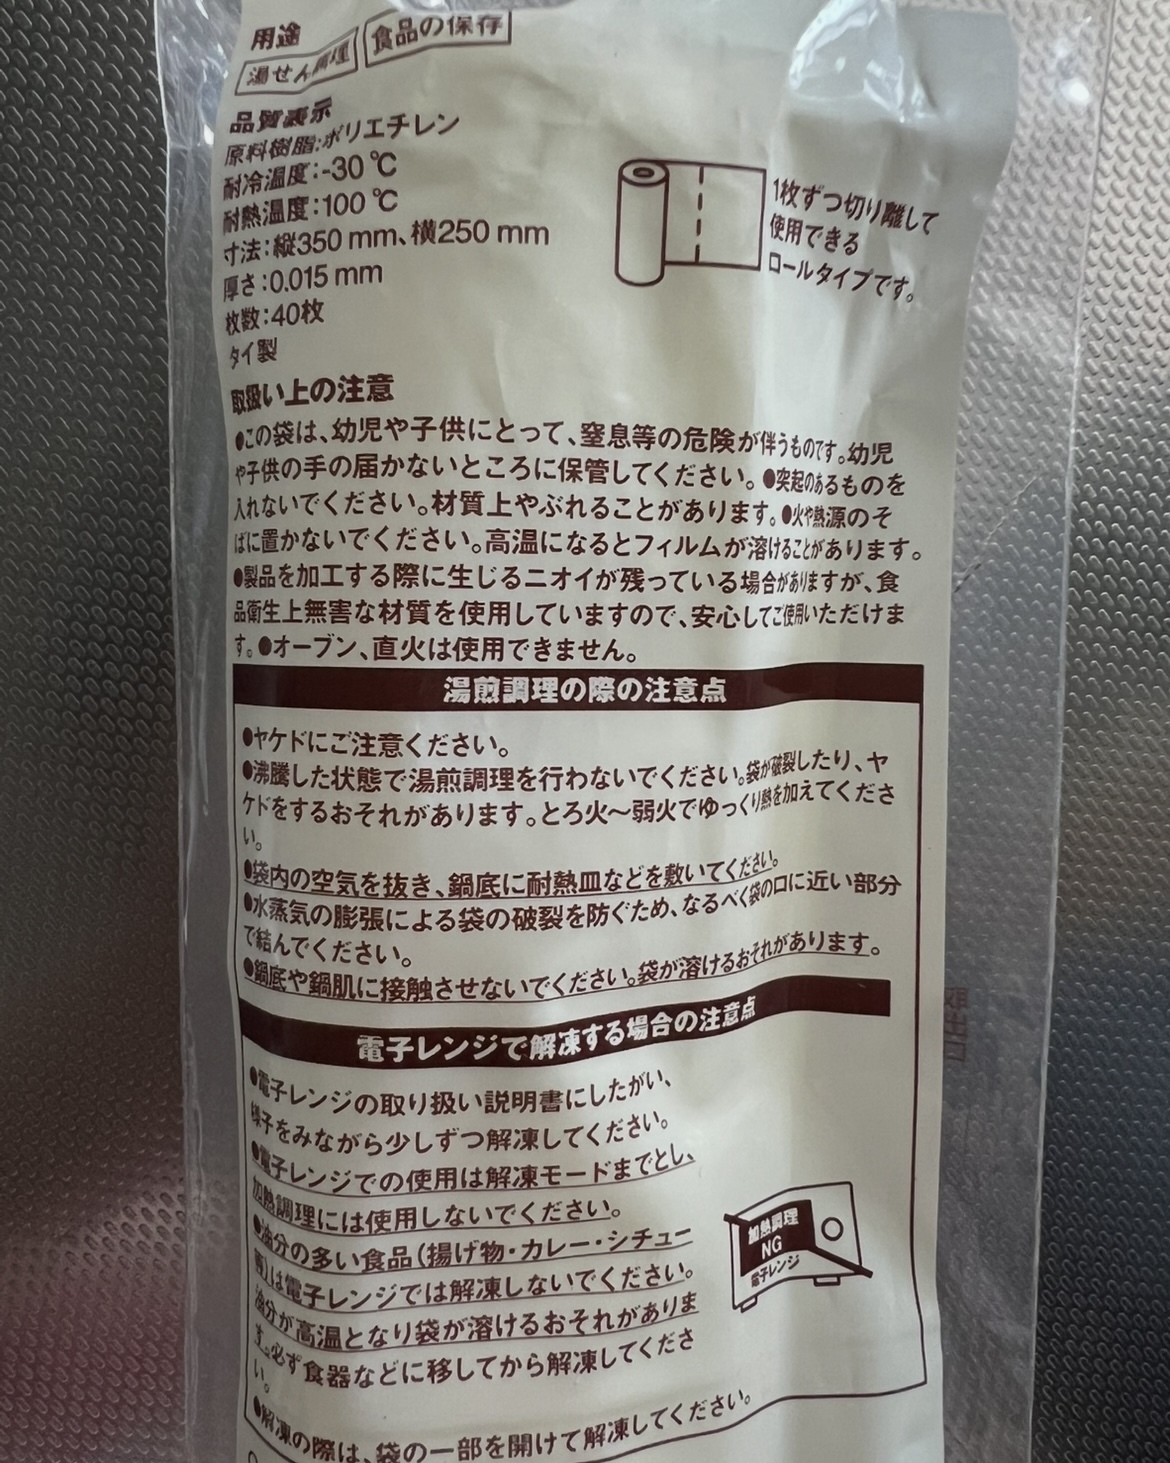 用途
湯せん調理 食品の保存
品質表示
原料樹脂:ポリエチレン
耐冷温度:-30℃
耐熱温度:100℃
寸法:縦350 mm、横250 mm
厚さ:0.015 mm
枚数:40枚
タイ製
1枚ずつ切り離して
使用できる
ロールタイプです。
取扱い上の注意
●この袋は、幼児や子供にとって、窒息等の危険が伴うものです。幼児
や子供の手の届かないところに保管してください。●突起のあるものを
入れないでください。材質上やぶれることがあります。●火や熱源のそ
ばに置かないでください。高温になるとフィルムが溶けることがあります。
●製品を加工する際に生じるニオイが残っている場合がありますが、食
品衛生上無害な材質を使用していますので、安心してご使用いただけま
す。●オーブン、直火は使用できません。
湯煎調理の際の注意点
●ヤケドにご注意ください。
●沸騰した状態で湯煎調理を行わないでください。袋が破裂したり、ヤ
ケドをするおそれがあります。とろ火〜弱火でゆっくり熱を加えてくださ
い。
●袋内の空気を抜き、鍋底に耐熱皿などを敷いてください。
●水蒸気の膨張による袋の破裂を防ぐため、なるべく袋の口に近い部分
で結んでください。
●鍋底や鍋肌に接触させないでください。袋が溶けるおそれがあります。
電子レンジで解凍する場合の注意点
●電子レンジの取り扱い説明書にしたがい、
様子をみながら少しずつ解凍してください。
●電子レンジでの使用は解凍モードまでとし、
加熱調理には使用しないでください。
●油分の多い食品(揚げ物・カレー・シチュー
等)は電子レンジでは解凍しないでください。
油分が高温となり袋が溶けるおそれがありま
す。必ず食器などに移してから解凍してくださ
い。
●解凍の際は、袋の一部を開けて解凍してください。
加熱調理
NG
電子レンジ